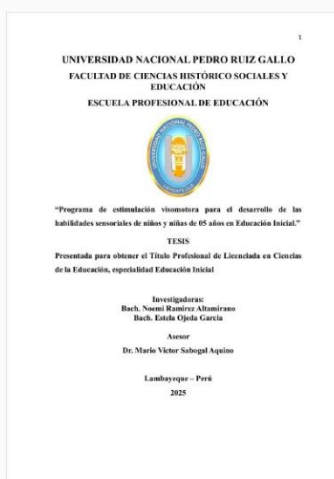 1
UNIVERSIDAD NACIONAL PEDRO RUIZ GALLO
FACULTAD DE CIENCIAS HISTÓRICO SOCIALES Y
EDUCACIÓN
ESCUELA PROFESIONAL DE EDUCACIÓN
"Programa de estimulación visomotora para el desarrollo de las
habilidades sensoriales de niños y niñas de 05 años en Educación Inicial."
TESIS
Presentada para obtener el Título Profesional de Licenciada en Ciencias
de la Educación, especialidad Educación Inicial
Investigadoras:
Bach. Noemi Ramirez Altamirano
Bach. Estela Ojeda Garcia
Asesor
Dr. Mario Victor Sabogal Aquino
Lambayeque – Perú
2025